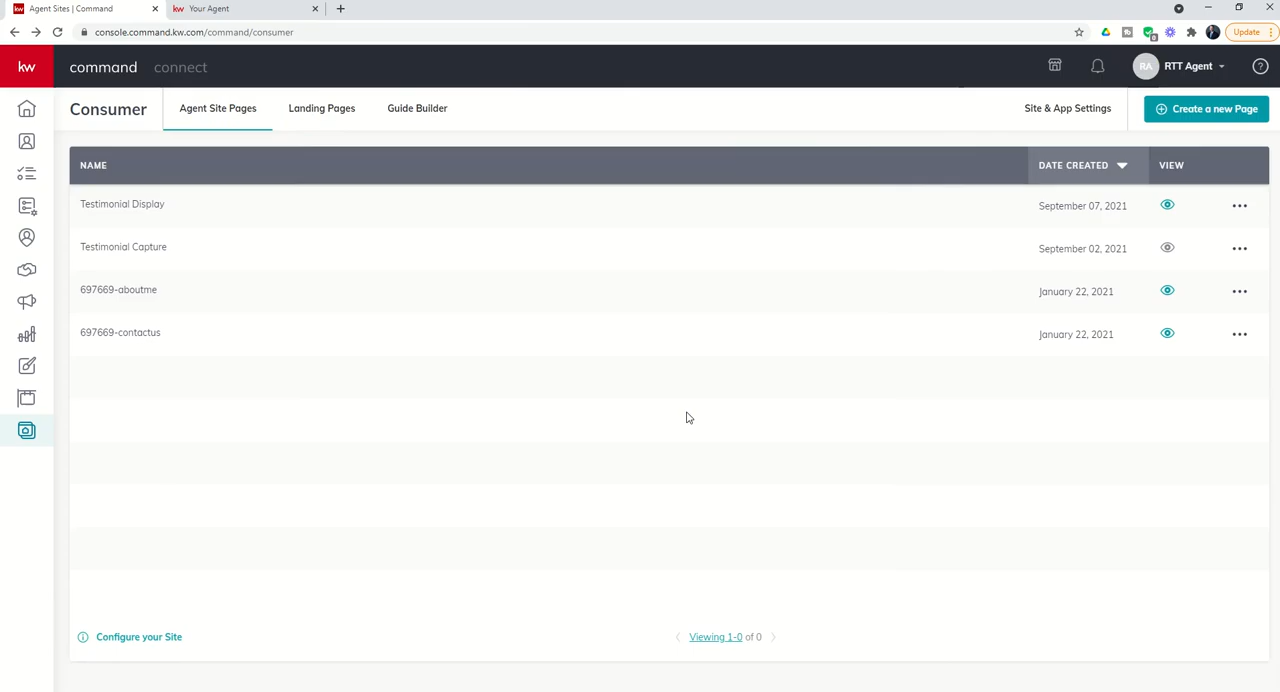 kw Agent Sites | Command
kw Your Agent
console.command.kw.com/command/consumer
Update
kw
command connect
RA RTT Agent
Consumer
Agent Site Pages
Landing Pages
Guide Builder
Site & App Settings
Create a new Page
NAME DATE CREATED VIEW
Testimonial Display September 07, 2021
Testimonial Capture September 02, 2021
697669-aboutme January 22, 2021
697669-contactus January 22, 2021
Configure your Site
Viewing 1-0 of 0